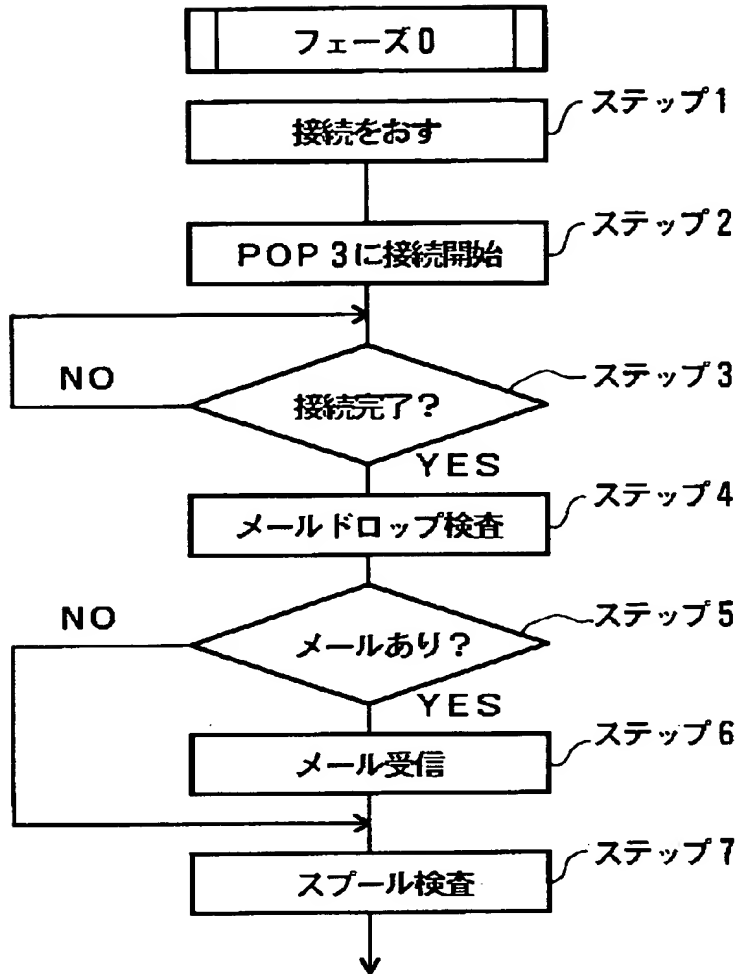 フェーズ0
接続をおす
ステップ1
POP3に接続開始
ステップ2
接続完了?
ステップ3
NO
YES
メールドロップ検査
ステップ4
メールあり?
ステップ5
NO
YES
メール受信
ステップ6
スプール検査
ステップ7